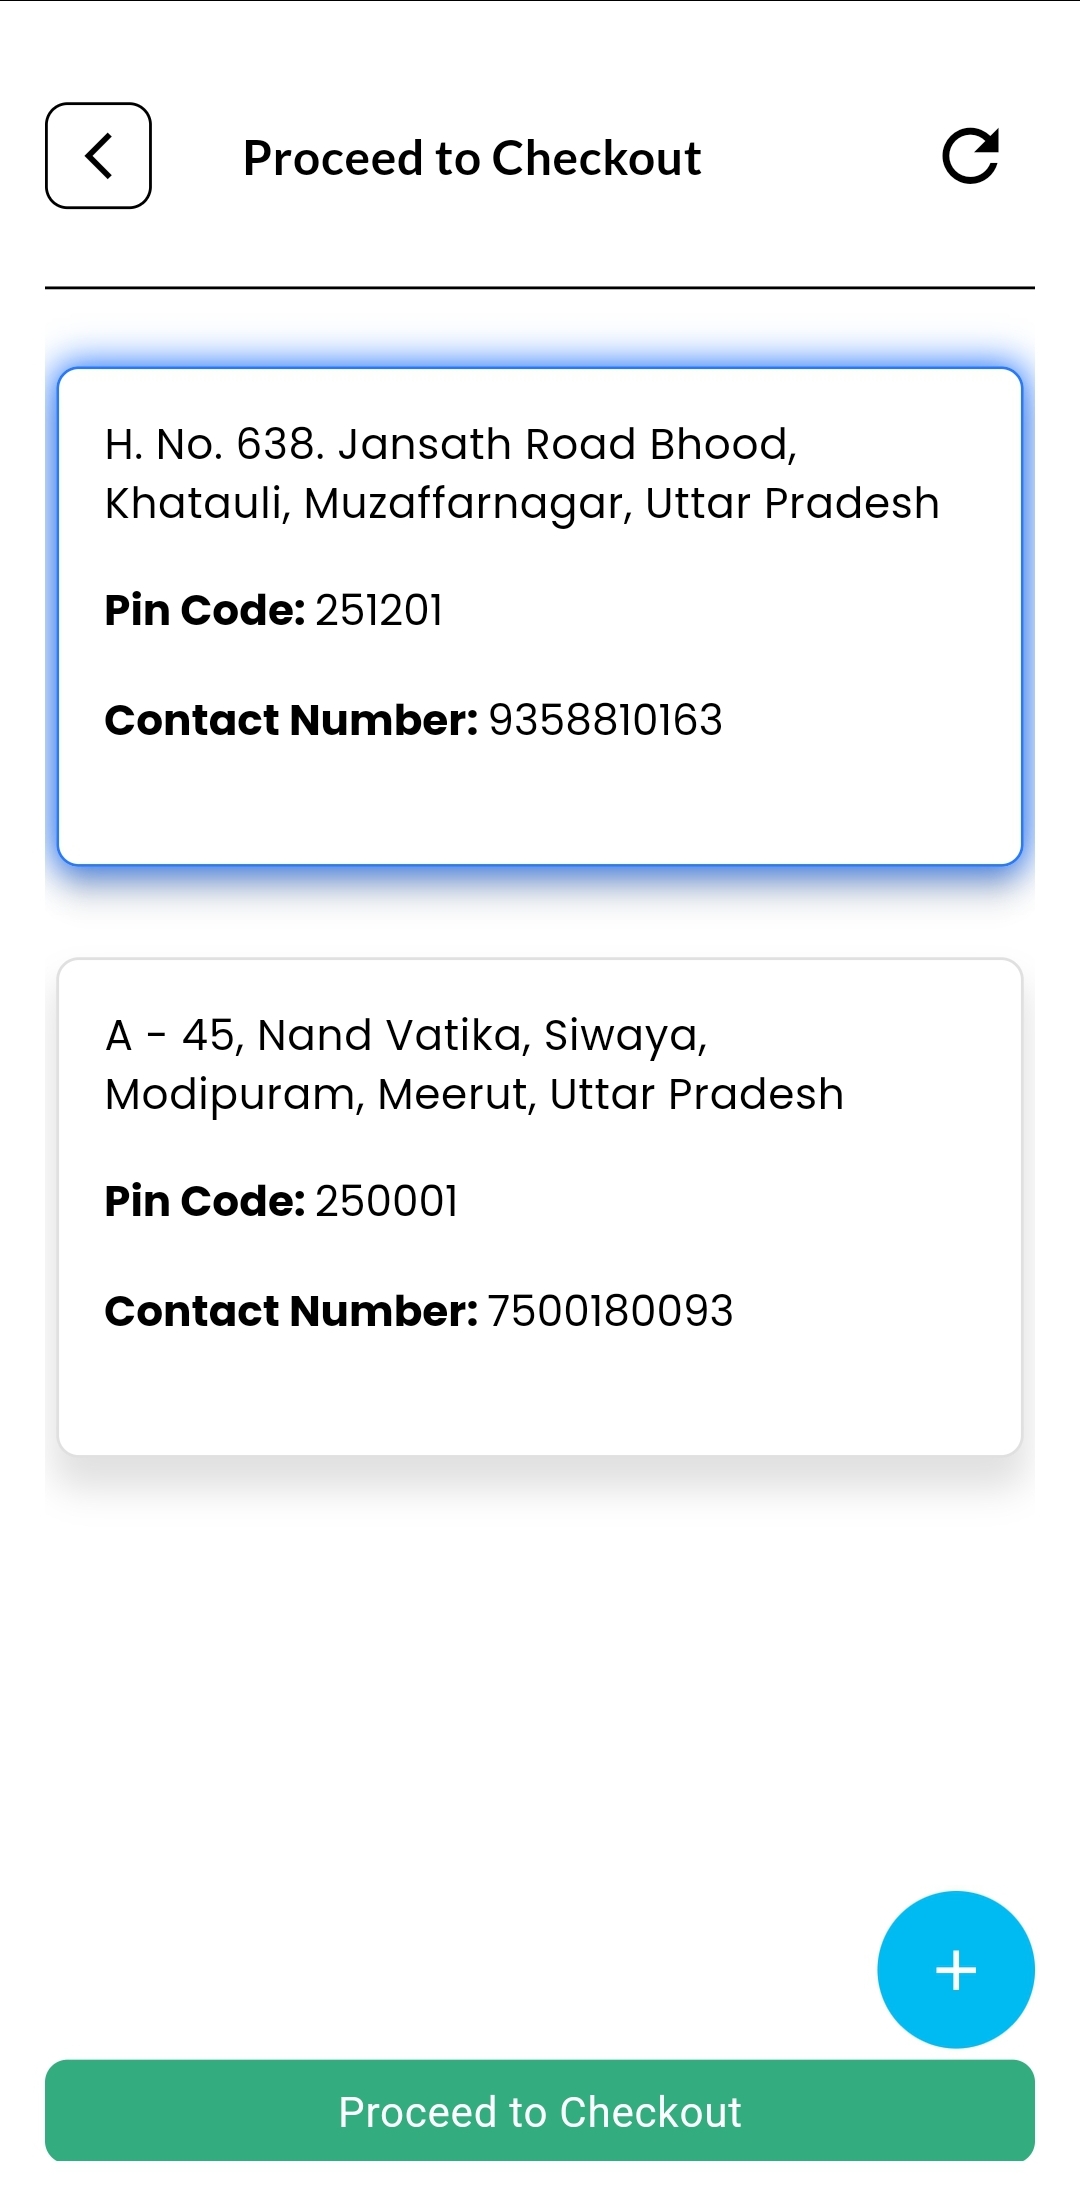 Proceed to Checkout
H. No. 638. Jansath Road Bhood,
Khatauli, Muzaffarnagar, Uttar Pradesh
Pin Code: 251201
Contact Number: 9358810163
A - 45, Nand Vatika, Siwaya,
Modipuram, Meerut, Uttar Pradesh
Pin Code: 250001
Contact Number: 7500180093
+
Proceed to Checkout